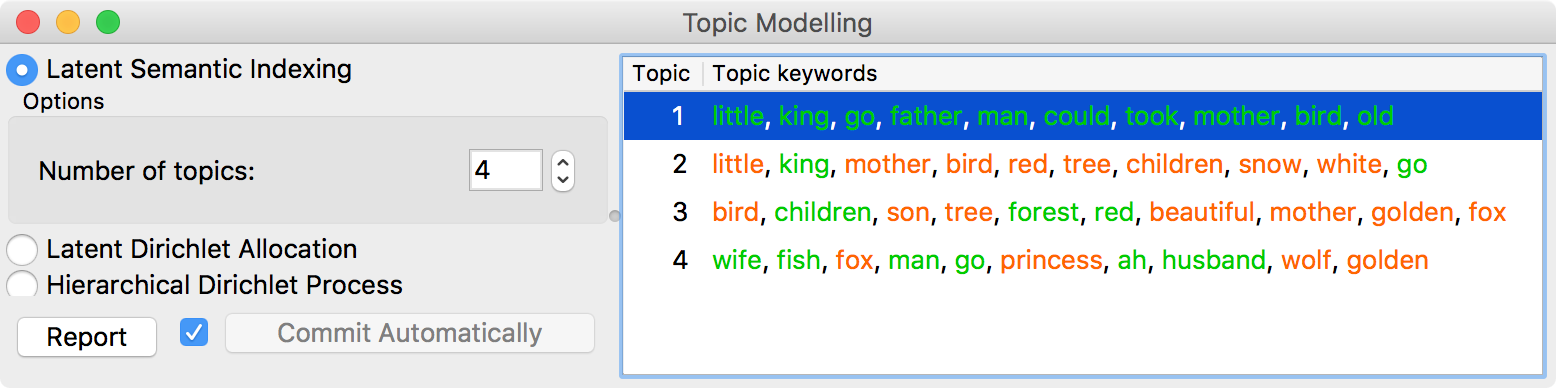 Topic Modelling
Latent Semantic Indexing
Options
Number of topics: 4
Latent Dirichlet Allocation
Hierarchical Dirichlet Process
Report Commit Automatically
Topic Topic keywords
1 little, king, go, father, man, could, took, mother, bird, old
2 little, king, mother, bird, red, tree, children, snow, white, go
3 bird, children, son, tree, forest, red, beautiful, mother, golden, fox
4 wife, fish, fox, man, go, princess, ah, husband, wolf, golden